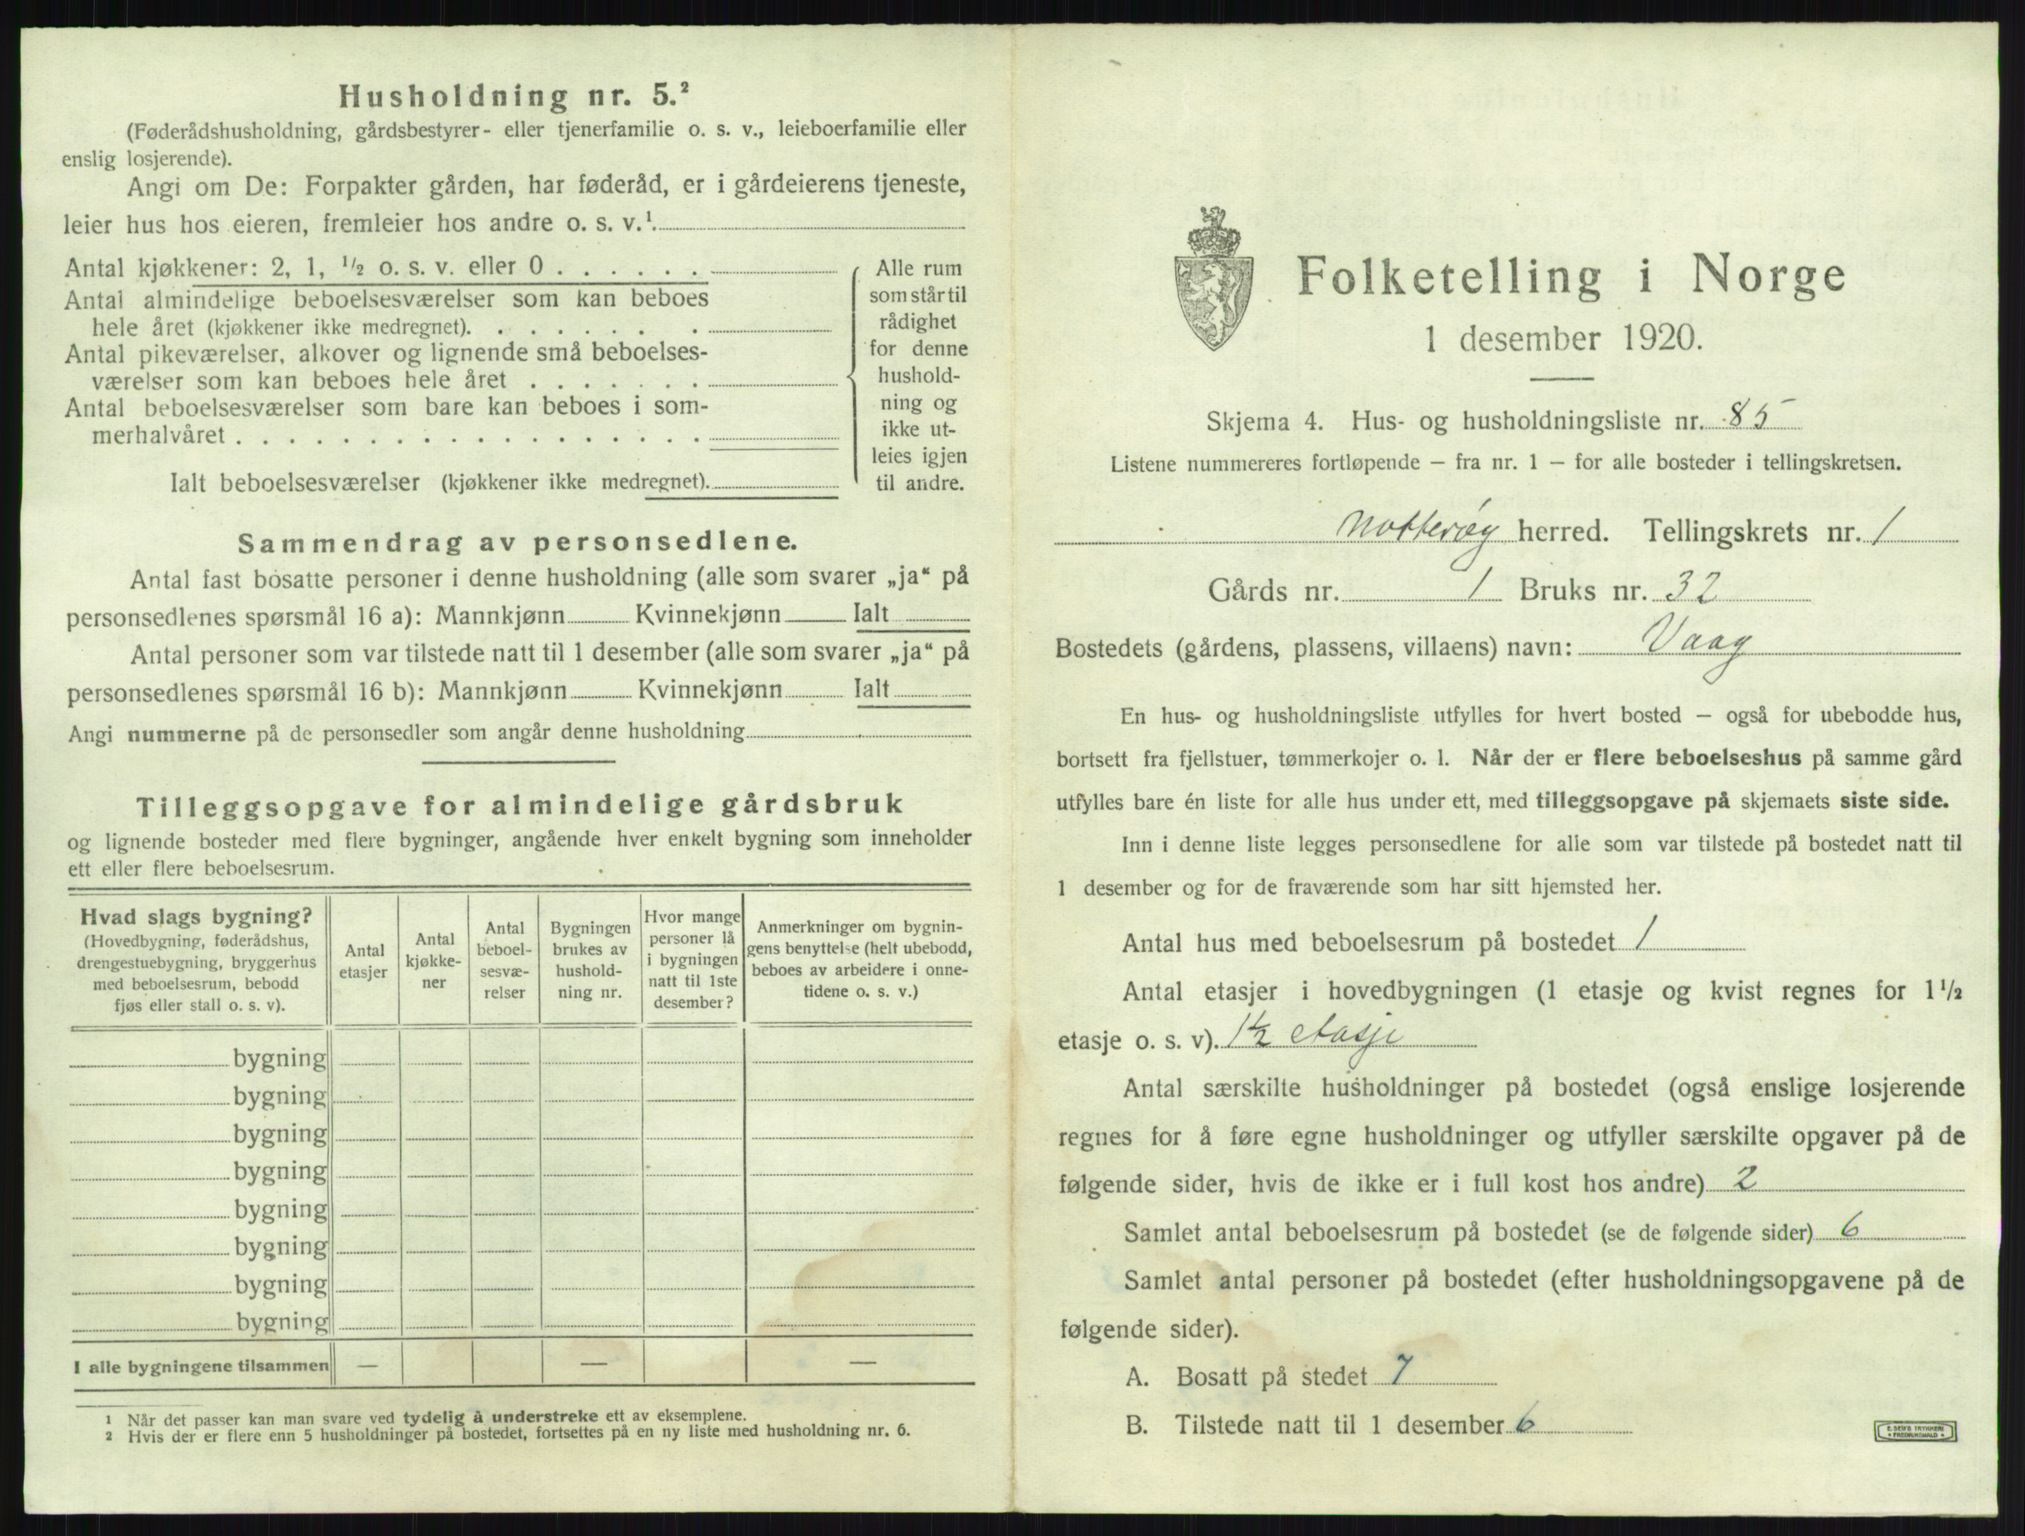 Husholdning nr. 5.²
(Føderådshusholdning, gårdsbestyrer- eller tjenerfamilie o. s. v., leieboerfamilie eller
enslig losjerende).
Angi om De: Forpakter gården, har føderåd, er i gårdeierens tjeneste,
leier hus hos eieren, fremleier hos andre o. s. v.¹
Antal kjøkkener: 2, 1, ½ o. s. v. eller 0 . . . . . .
Antal almindelige beboelsesværelser som kan beboes
hele året (kjøkkener ikke medregnet). . . . . . . .
Antal pikeværelser, alkover og lignende små beboelses-
værelser som kan beboes hele året . . . . . . .
Antal beboelsesværelser som bare kan beboes i som-
merhalvåret . . . . . . . . . . . . . . . . . .
Ialt beboelsesværelser (kjøkkener ikke medregnet).
Alle rum
som står til
rådighet
for denne
hushold-
ning og
ikke ut-
leies igjen
til andre.
Sammendrag av personsedlene.
Antal fast bosatte personer i denne husholdning (alle som svarer „ja“ på
personsedlenes spørsmål 16 a): Mannkjønn Kvinnekjønn Ialt
Antal personer som var tilstede natt til 1 desember (alle som svarer „ja“ på
personsedlenes spørsmål 16 b): Mannkjønn Kvinnekjønn Ialt
Angi nummerne på de personsedler som angår denne husholdning
Tilleggsopgave for almindelige gårdsbruk
og lignende bosteder med flere bygninger, angående hver enkelt bygning som inneholder
ett eller flere beboelsesrum.
Hvad slags bygning?
(Hovedbygning, føderådshus,
drengestuebygning, bryggerhus
med beboelsesrum, bebodd
fjøs eller stall o. s. v).
Antal
etasjer
Antal
kjøkke-
ner
Antal
beboel-
sesvæ-
relser
Bygningen
brukes av
hushold-
ning nr.
Hvor mange
personer lå
i bygningen
natt til 1ste
desember?
Anmerkninger om bygnin-
gens benyttelse (helt ubebodd,
beboes av arbeidere i onne-
tidene o. s. v.)
bygning
bygning
bygning
bygning
bygning
bygning
bygning
bygning
I alle bygningene tilsammen — — —
1 Når det passer kan man svare ved tydelig å understreke ett av eksemplene.
2 Hvis der er flere enn 5 husholdninger på bostedet, fortsettes på en ny liste med husholdning nr. 6.
Folketelling i Norge
1 desember 1920.
Skjema 4. Hus- og husholdningsliste nr. 85
Listene nummereres fortløpende — fra nr. 1 — for alle bosteder i tellingskretsen.
Nøtterøy herred. Tellingskrets nr. 1
Gårds nr. 1 Bruks nr. 32
Bostedets (gårdens, plassens, villaens) navn: Vaag
En hus- og husholdningsliste utfylles for hvert bosted — også for ubebodde hus,
bortsett fra fjellstuer, tømmerkojer o. l. Når der er flere beboelseshus på samme gård
utfylles bare én liste for alle hus under ett, med tilleggsopgave på skjemaets siste side.
Inn i denne liste legges personsedlene for alle som var tilstede på bostedet natt til
1 desember og for de fraværende som har sitt hjemsted her.
Antal hus med beboelsesrum på bostedet 1
Antal etasjer i hovedbygningen (1 etasje og kvist regnes for 1½
etasje o. s. v). 1½ etasje
Antal særskilte husholdninger på bostedet (også enslige losjerende
regnes for å føre egne husholdninger og utfyller særskilte opgaver på de
følgende sider, hvis de ikke er i full kost hos andre) 2
Samlet antal beboelsesrum på bostedet (se de følgende sider) 6
Samlet antal personer på bostedet (efter husholdningsopgavene på de
følgende sider).
A. Bosatt på stedet 7
B. Tilstede natt til 1 desember 6
E. SEM'S TRYKKERI
FREDRIKSHALD